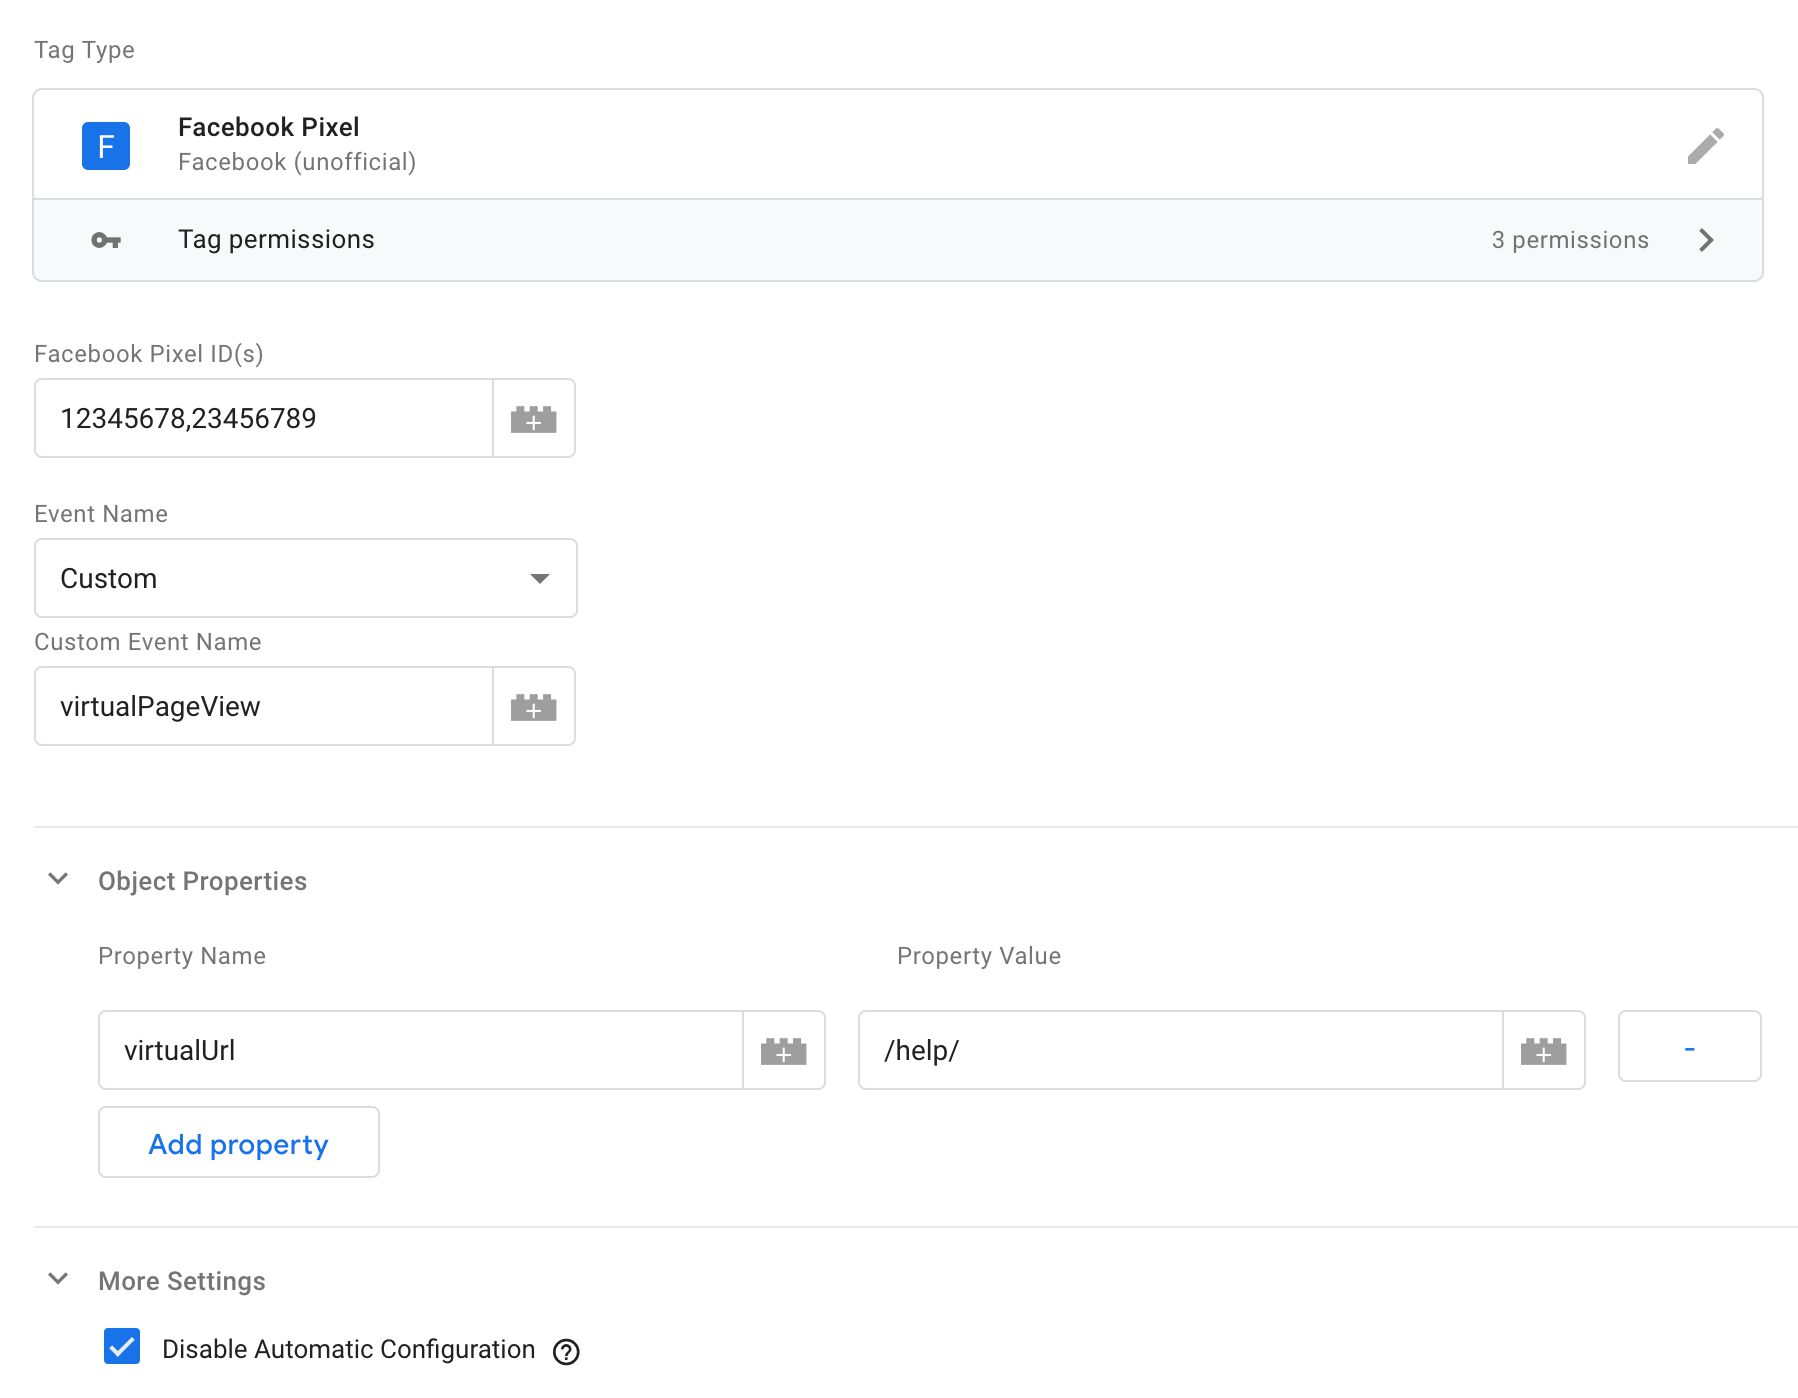 Tag Type
F
Facebook Pixel
Facebook (unofficial)
Tag permissions
3 permissions
Facebook Pixel ID(s)
12345678,23456789
Event Name
Custom
Custom Event Name
virtualPageView
Object Properties
Property Name
Property Value
virtualUrl
/help/
-
Add property
More Settings
Disable Automatic Configuration